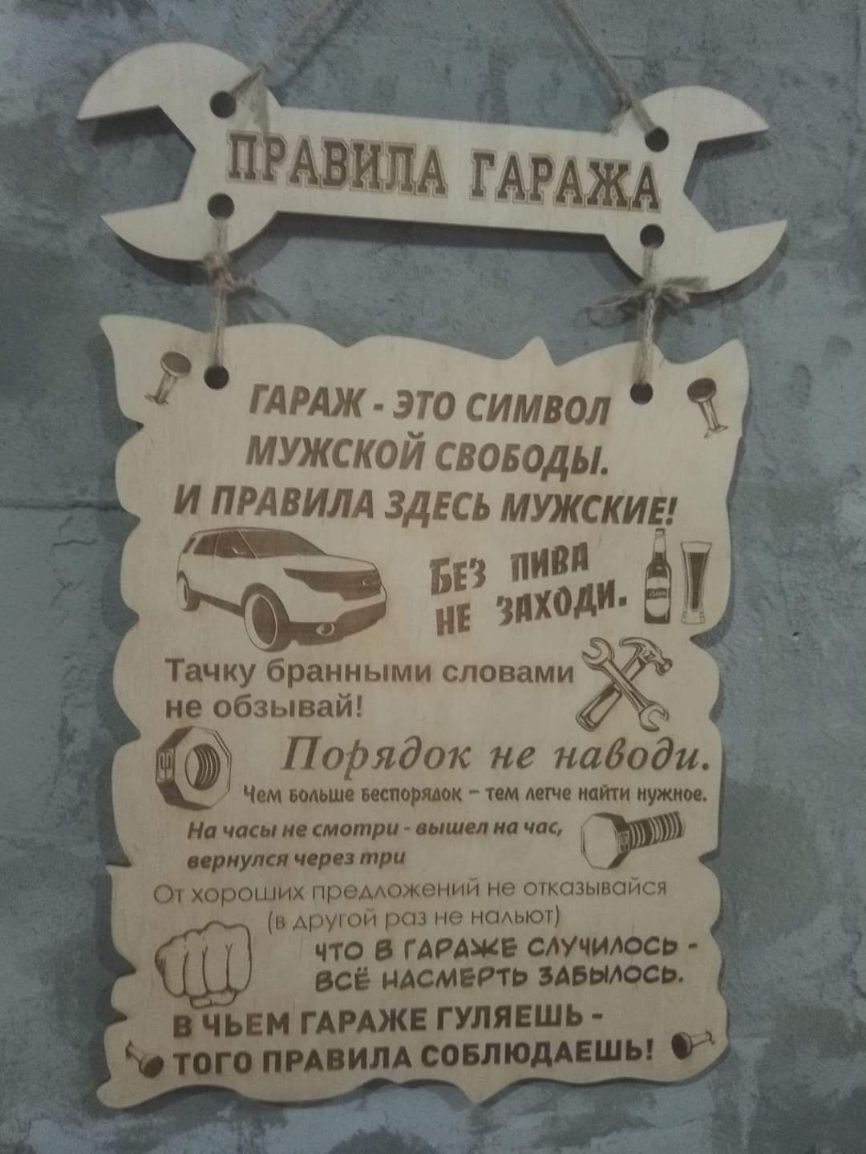 ПРАВИЛА ГАРАЖА
ГАРАЖ - ЭТО СИМВОЛ
МУЖСКОЙ СВОБОДЫ.
И ПРАВИЛА ЗДЕСЬ МУЖСКИЕ!
БЕЗ ПИВА
НЕ ЗАХОДИ.
Тачку бранными словами
не обзывай!
Порядок не наводи.
Чем больше беспорядок – тем легче найти нужное.
На часы не смотри - вышел на час,
вернулся через три
От хороших предложений не отказывайся
(в другой раз не нальют)
ЧТО В ГАРАЖЕ СЛУЧИЛОСЬ -
ВСЁ НАСМЕРТЬ ЗАБЫЛОСЬ.
В ЧЬЕМ ГАРАЖЕ ГУЛЯЕШЬ -
ТОГО ПРАВИЛА СОБЛЮДАЕШЬ!